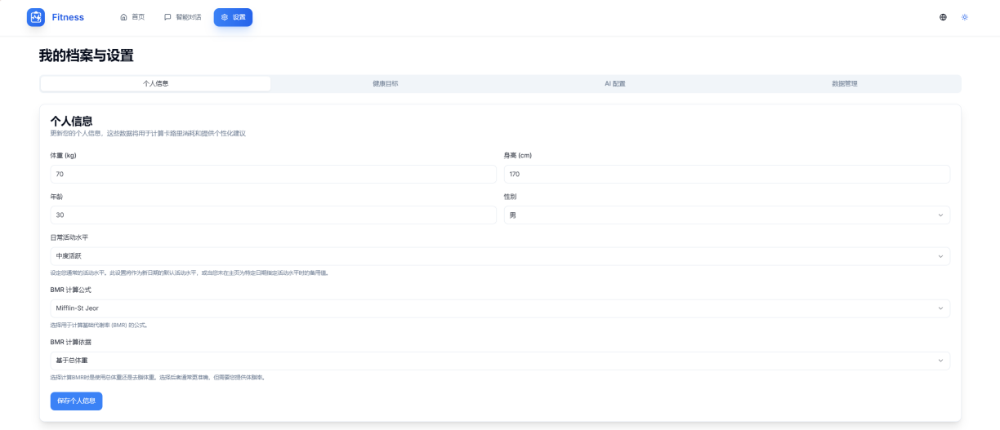 Fitness
首页
智能对话
设置
我的档案与设置
个人信息
健康目标
AI 配置
数据管理
个人信息
更新您的个人信息，这些数据将用于计算卡路里消耗和提供个性化建议
体重 (kg)
身高 (cm)
70
170
年龄
性别
30
男
日常活动水平
中度活跃
设定您通常的活动水平。此设置将作为新日期的默认活动水平，或当您未在主页为特定日期指定活动水平时的备用值。
BMR 计算公式
Mifflin-St Jeor
选择用于计算基础代谢率 (BMR) 的公式。
BMR 计算依据
基于总体重
选择计算BMR时是使用总体重还是去脂体重。选择后者通常更准确，但需要您提供体脂率。
保存个人信息